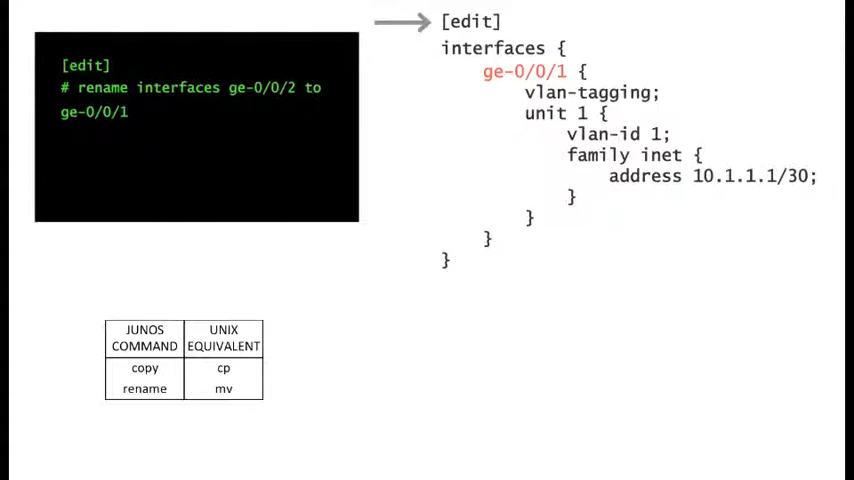 [edit]
# rename interfaces ge-0/0/2 to
ge-0/0/1
[edit]
interfaces {
ge-0/0/1 {
vlan-tagging;
unit 1 {
vlan-id 1;
family inet {
address 10.1.1.1/30;
}
}
}
}
JUNOS COMMAND UNIX EQUIVALENT
copy cp
rename mv